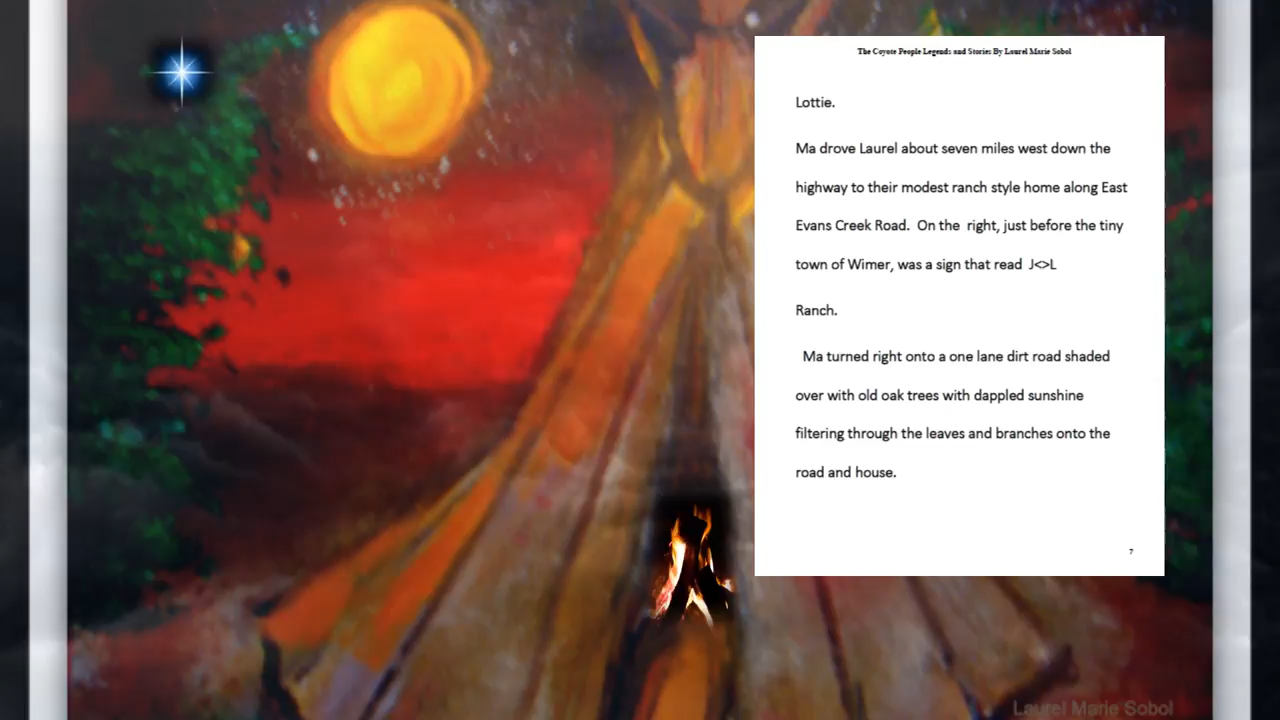 The Coyote People Legends and Stories By Laurel Marie Sobol
Lottie.
Ma drove Laurel about seven miles west down the
highway to their modest ranch style home along East
Evans Creek Road.  On the  right, just before the tiny
town of Wimer, was a sign that read  J<>L
Ranch.
Ma turned right onto a one lane dirt road shaded
over with old oak trees with dappled sunshine
filtering through the leaves and branches onto the
road and house.
7
Laurel Marie Sobol